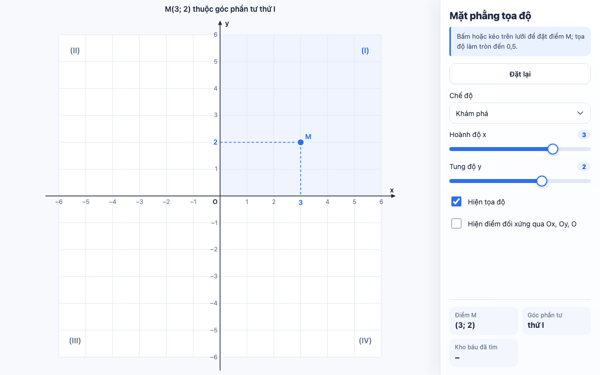 M(3; 2) thuộc góc phần tư thứ I
y
6
(II)
(I)
5
4
3
M
2
1
x
−6 −5 −4 −3 −2 −1 O 1 2 3 4 5 6
−1
−2
−3
−4
−5
(III)
(IV)
−6
Mặt phẳng tọa độ
Bấm hoặc kéo trên lưới để đặt điểm M; tọa
độ làm tròn đến 0,5.
Đặt lại
Chế độ
Khám phá
Hoành độ x 3
Tung độ y 2
Hiện tọa độ
Hiện điểm đối xứng qua Ox, Oy, O
Điểm M
(3; 2)
Góc phần tư
thứ I
Kho báu đã tìm
–